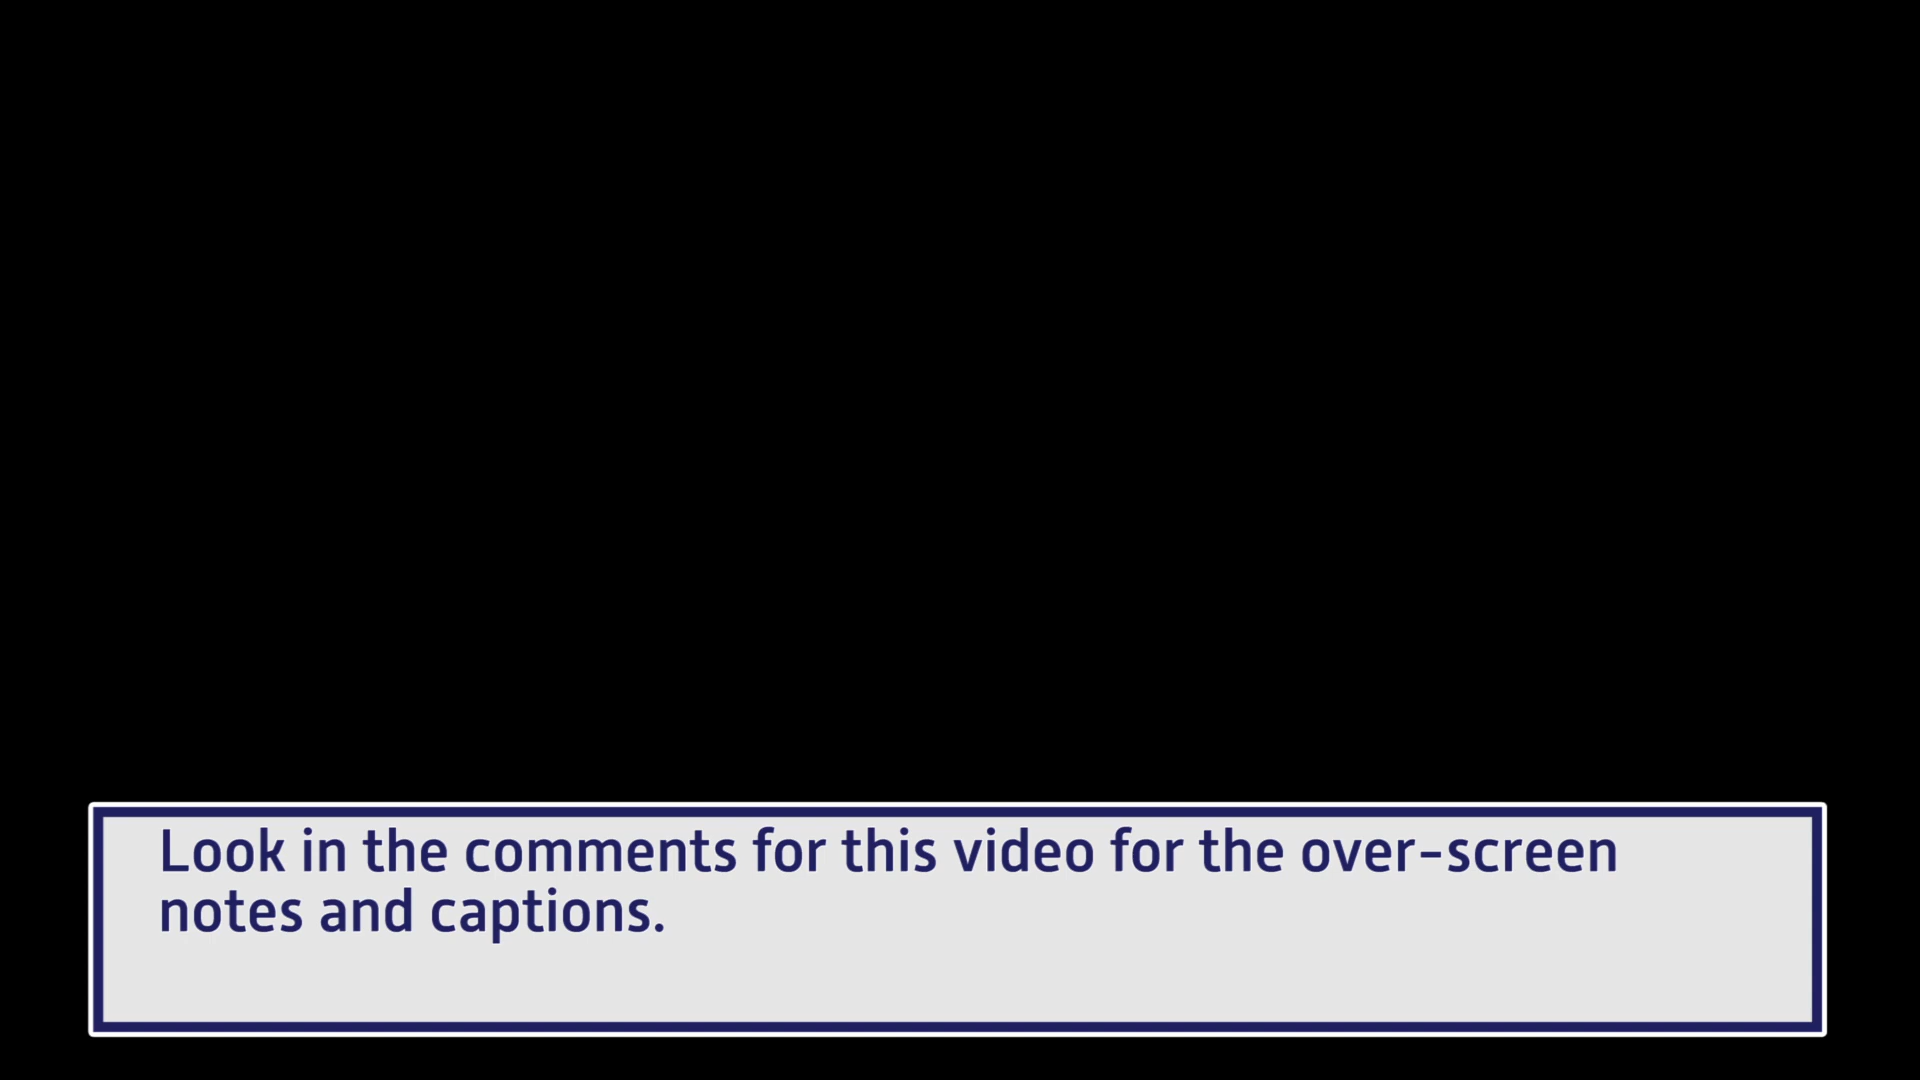 Look in the comments for this video for the over-screen
notes and captions.